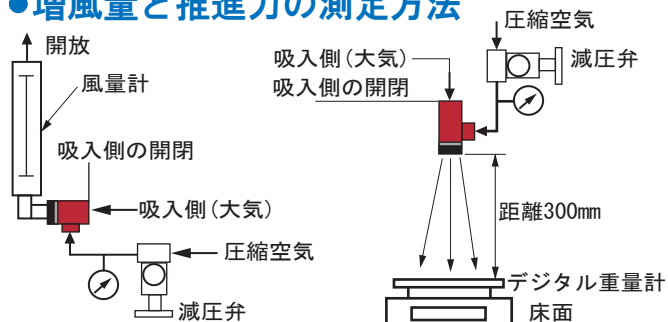 ●増風量と推進力の測定方法
開放
風量計
吸入側の開閉
吸入側(大気)
圧縮空気
減圧弁
圧縮空気
吸入側(大気)
減圧弁
吸入側の開閉
距離300mm
デジタル重量計
床面